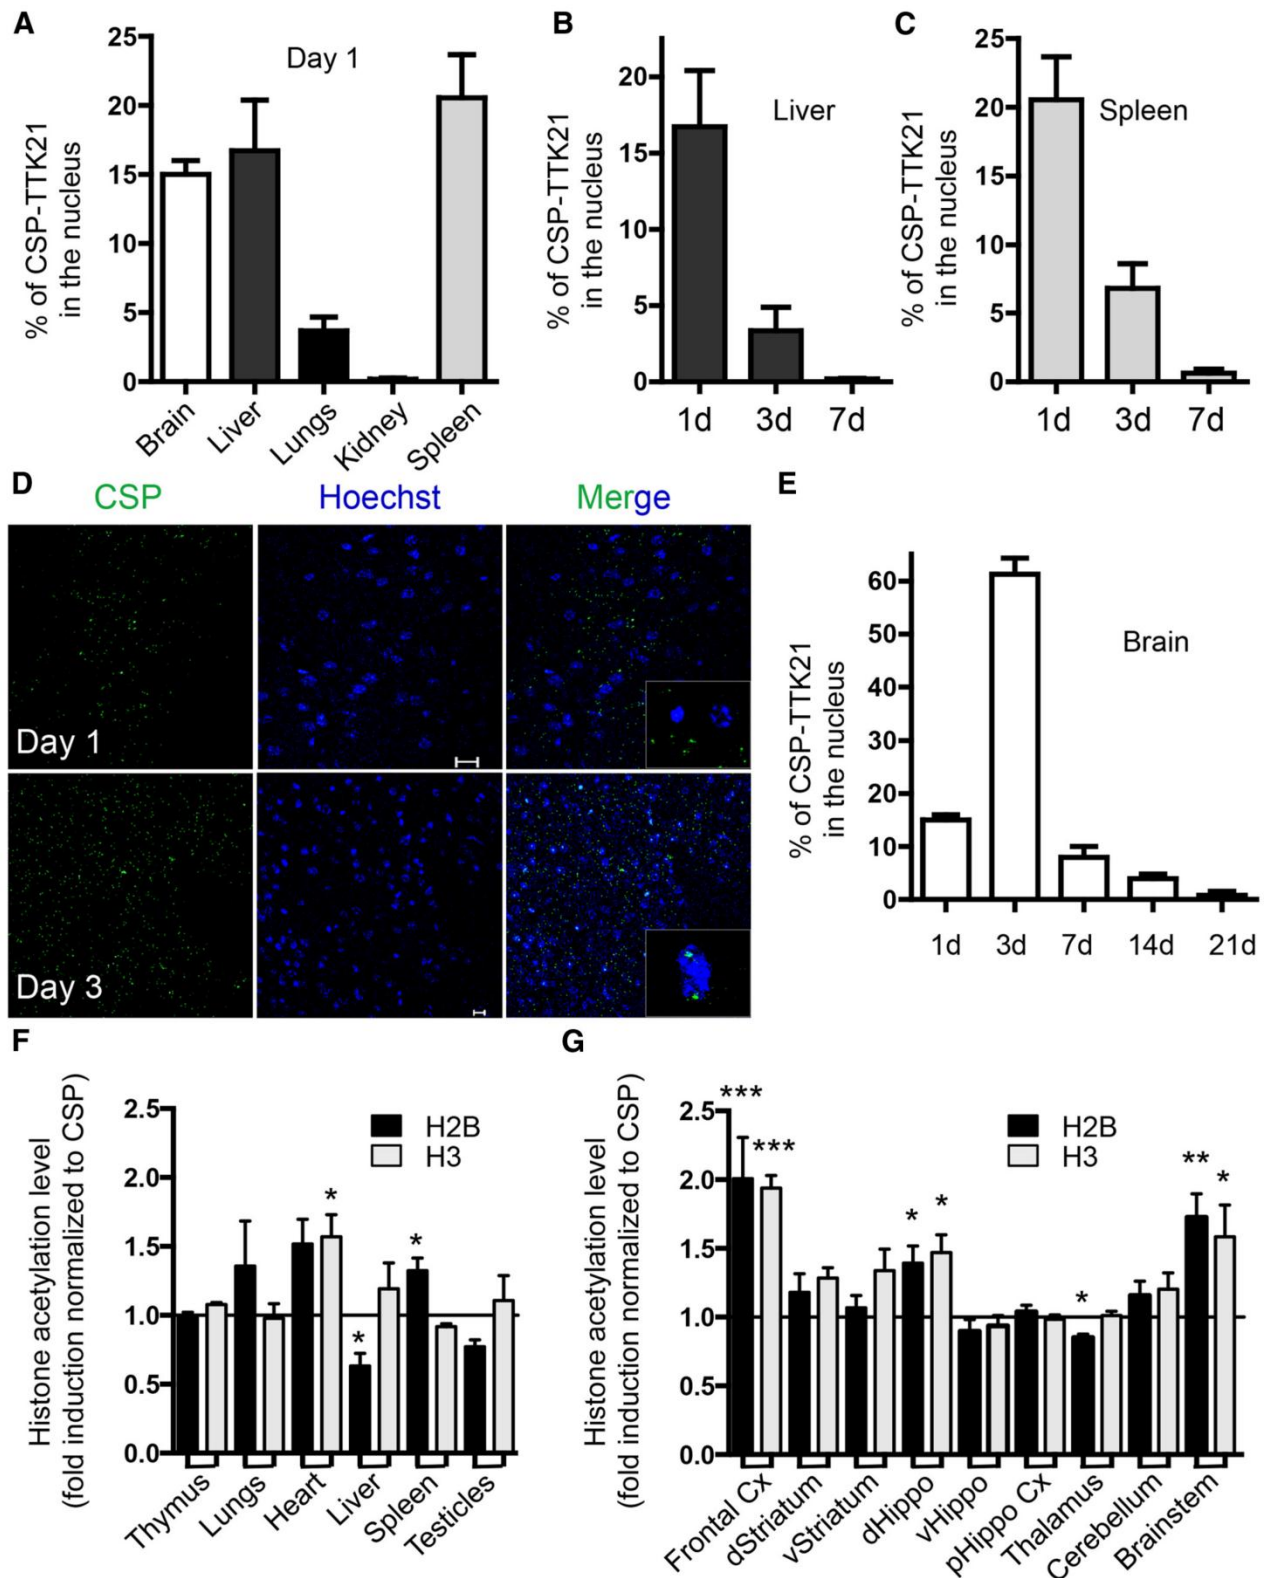 A
Day 1
% of CSP-TTK21
in the nucleus
25
20
15
10
5
0
Brain
Liver
Lungs
Kidney
Spleen
B
Liver
% of CSP-TTK21
in the nucleus
20
15
10
5
0
1d
3d
7d
C
Spleen
% of CSP-TTK21
in the nucleus
25
20
15
10
5
0
1d
3d
7d
D
CSP
Hoechst
Merge
Day 1
Day 3
E
Brain
% of CSP-TTK21
in the nucleus
60
50
40
30
20
10
0
1d
3d
7d
14d
21d
F
Histone acetylation level
(fold induction normalized to CSP)
2.5
2.0
1.5
1.0
0.5
0.0
H2B
H3
*
*
*
Thymus
Lungs
Heart
Liver
Spleen
Testicles
G
Histone acetylation level
(fold induction normalized to CSP)
2.5
2.0
1.5
1.0
0.5
0.0
H2B
H3
***
***
*
*
*
**
*
Frontal Cx
dStriatum
vStriatum
dHippo
vHippo
pHippo Cx
Thalamus
Cerebellum
Brainstem